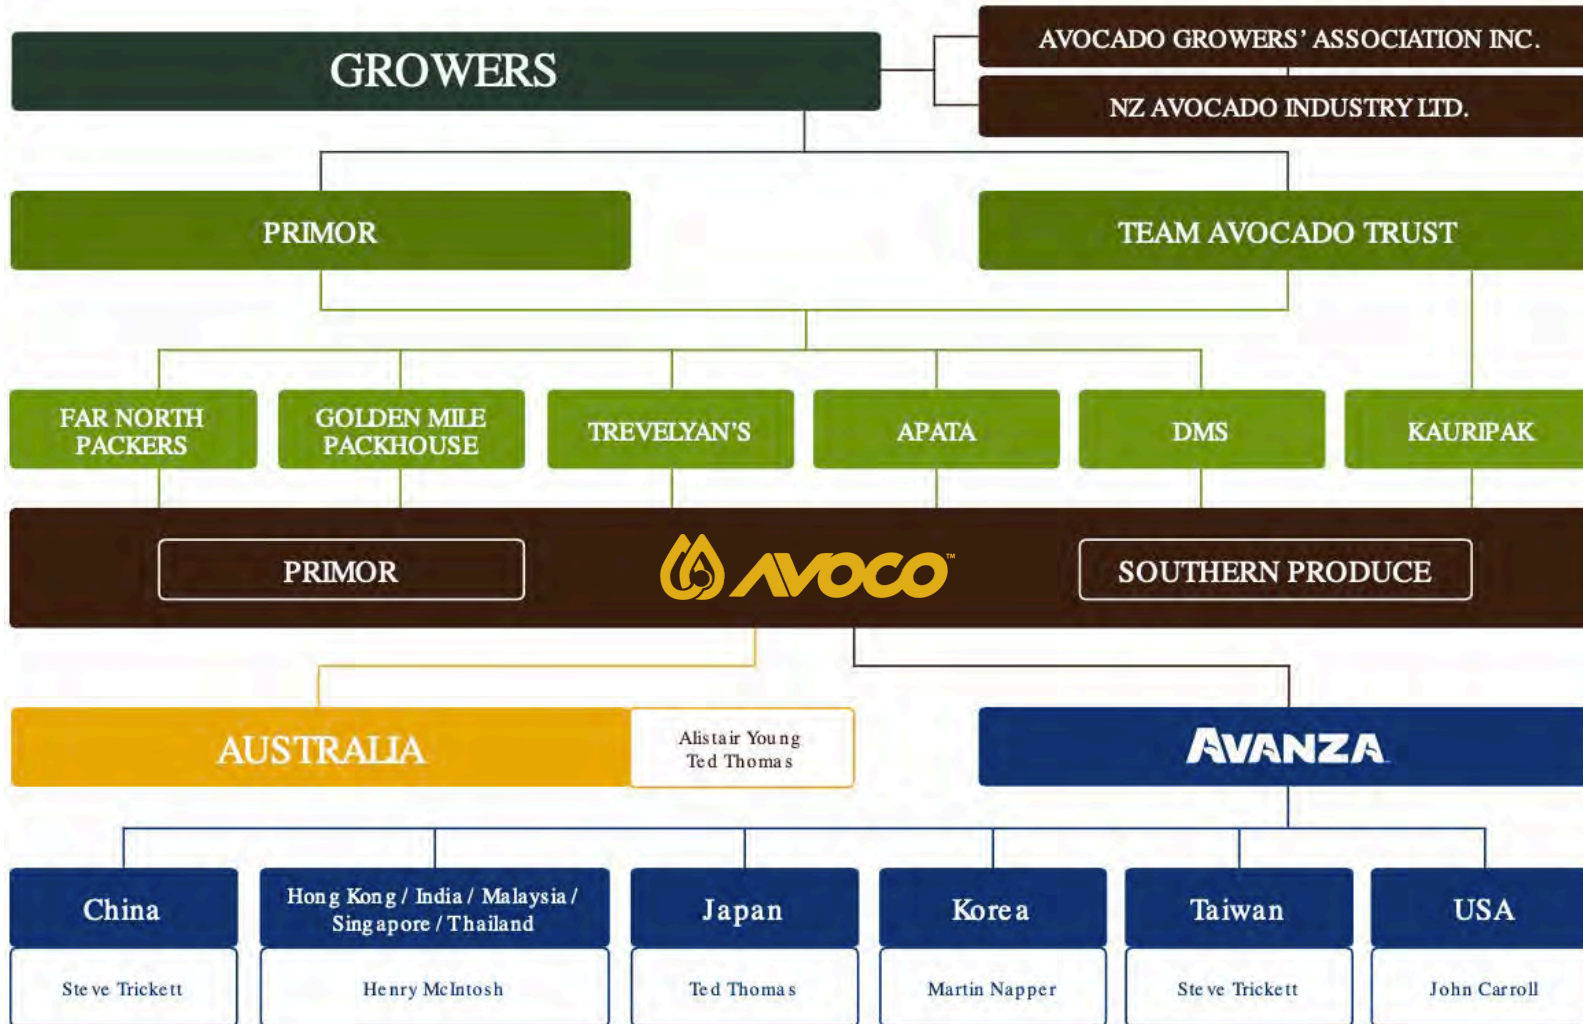 GROWERS
AVOCADO GROWERS' ASSOCIATION INC.
NZ AVOCADO INDUSTRY LTD.
PRIMOR
TEAM AVOCADO TRUST
FAR NORTH
PACKERS
GOLDEN MILE
PACKHOUSE
TREVELYAN'S
APATA
DMS
KAURIPAK
PRIMOR
AVOCO™
SOUTHERN PRODUCE
AUSTRALIA
Alistair Young
Ted Thomas
AVANZA
China
Hong Kong / India / Malaysia /
Singapore / Thailand
Japan
Korea
Taiwan
USA
Steve Trickett
Henry McIntosh
Ted Thomas
Martin Napper
Steve Trickett
John Carroll